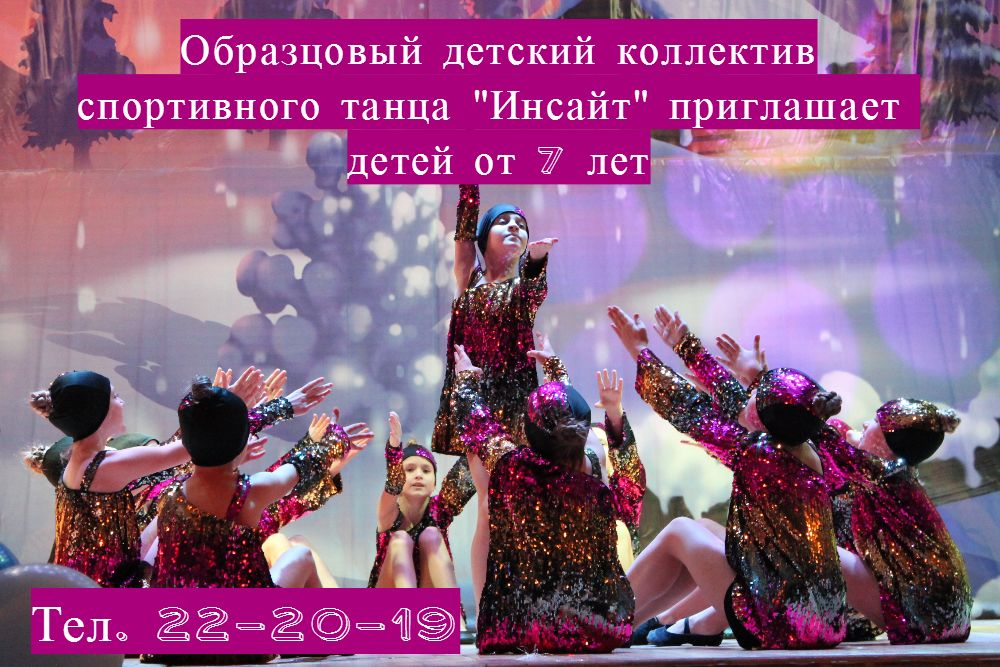 Образцовый детский коллектив
спортивного танца "Инсайт" приглашает
детей от 7 лет
Тел. 22-20-19